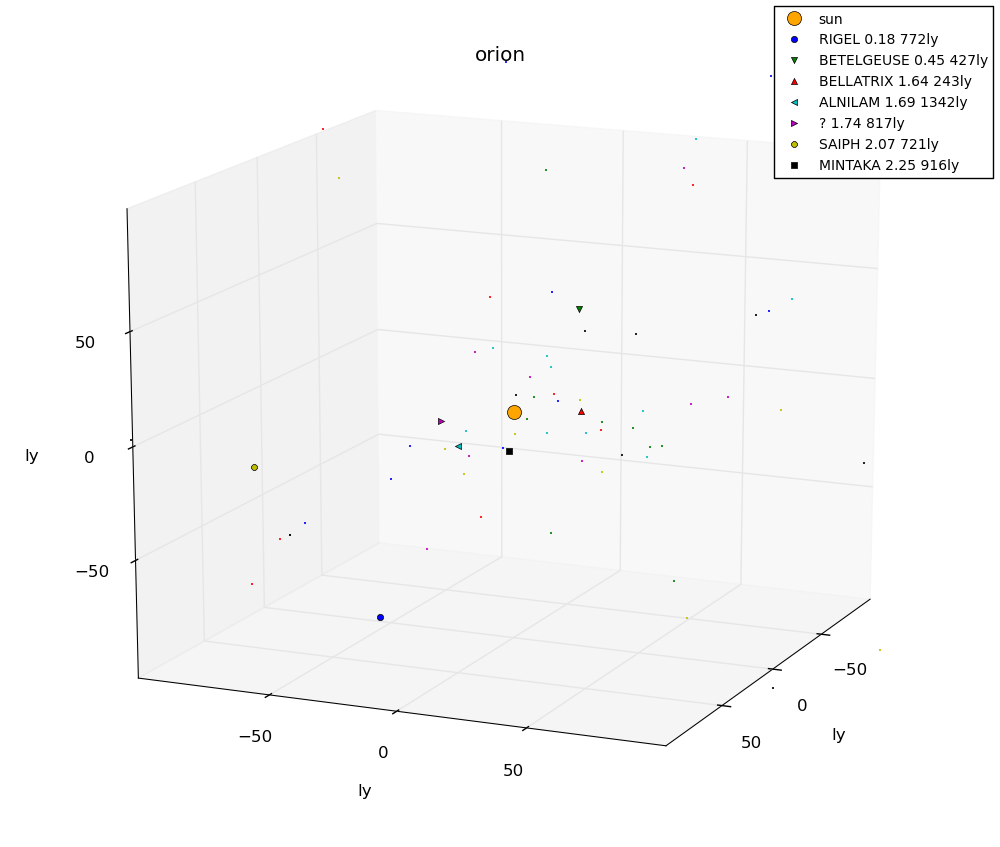 orion
sun
RIGEL 0.18 772ly
BETELGEUSE 0.45 427ly
BELLATRIX 1.64 243ly
ALNILAM 1.69 1342ly
? 1.74 817ly
SAIPH 2.07 721ly
MINTAKA 2.25 916ly
50
0
−50
ly
−50
0
50
ly
−50
0
50
ly